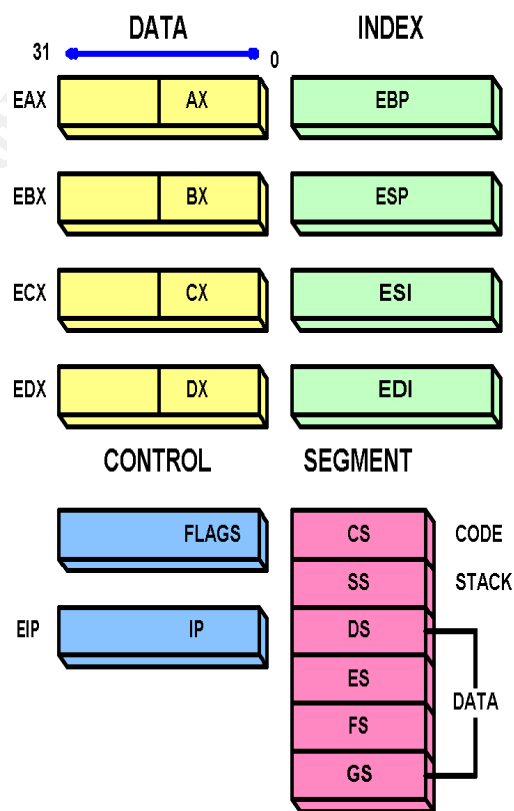 DATA INDEX
31 0
EAX AX EBP
EBX BX ESP
ECX CX ESI
EDX DX EDI
CONTROL SEGMENT
FLAGS CS CODE
SS STACK
EIP IP DS
ES
DATA
FS
GS